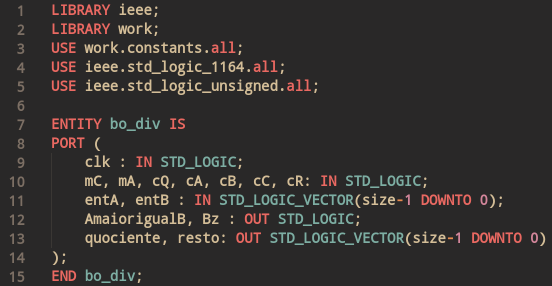 1 LIBRARY ieee;
2 LIBRARY work;
3 USE work.constants.all;
4 USE ieee.std_logic_1164.all;
5 USE ieee.std_logic_unsigned.all;
6
7 ENTITY bo_div IS
8 PORT (
9 clk : IN STD_LOGIC;
10 mC, mA, cQ, cA, cB, cC, cR: IN STD_LOGIC;
11 entA, entB : IN STD_LOGIC_VECTOR(size-1 DOWNTO 0);
12 AmaiorigualB, Bz : OUT STD_LOGIC;
13 quociente, resto: OUT STD_LOGIC_VECTOR(size-1 DOWNTO 0)
14 );
15 END bo_div;